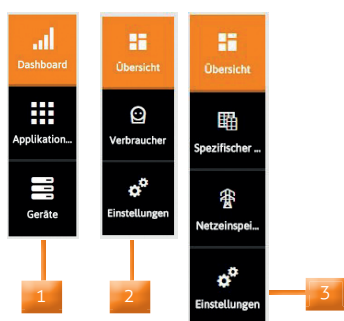 Dashboard
Applikation...
Geräte
1
Übersicht
Verbraucher
Einstellungen
2
Übersicht
Spezifischer ...
Netzeinspei...
Einstellungen
3